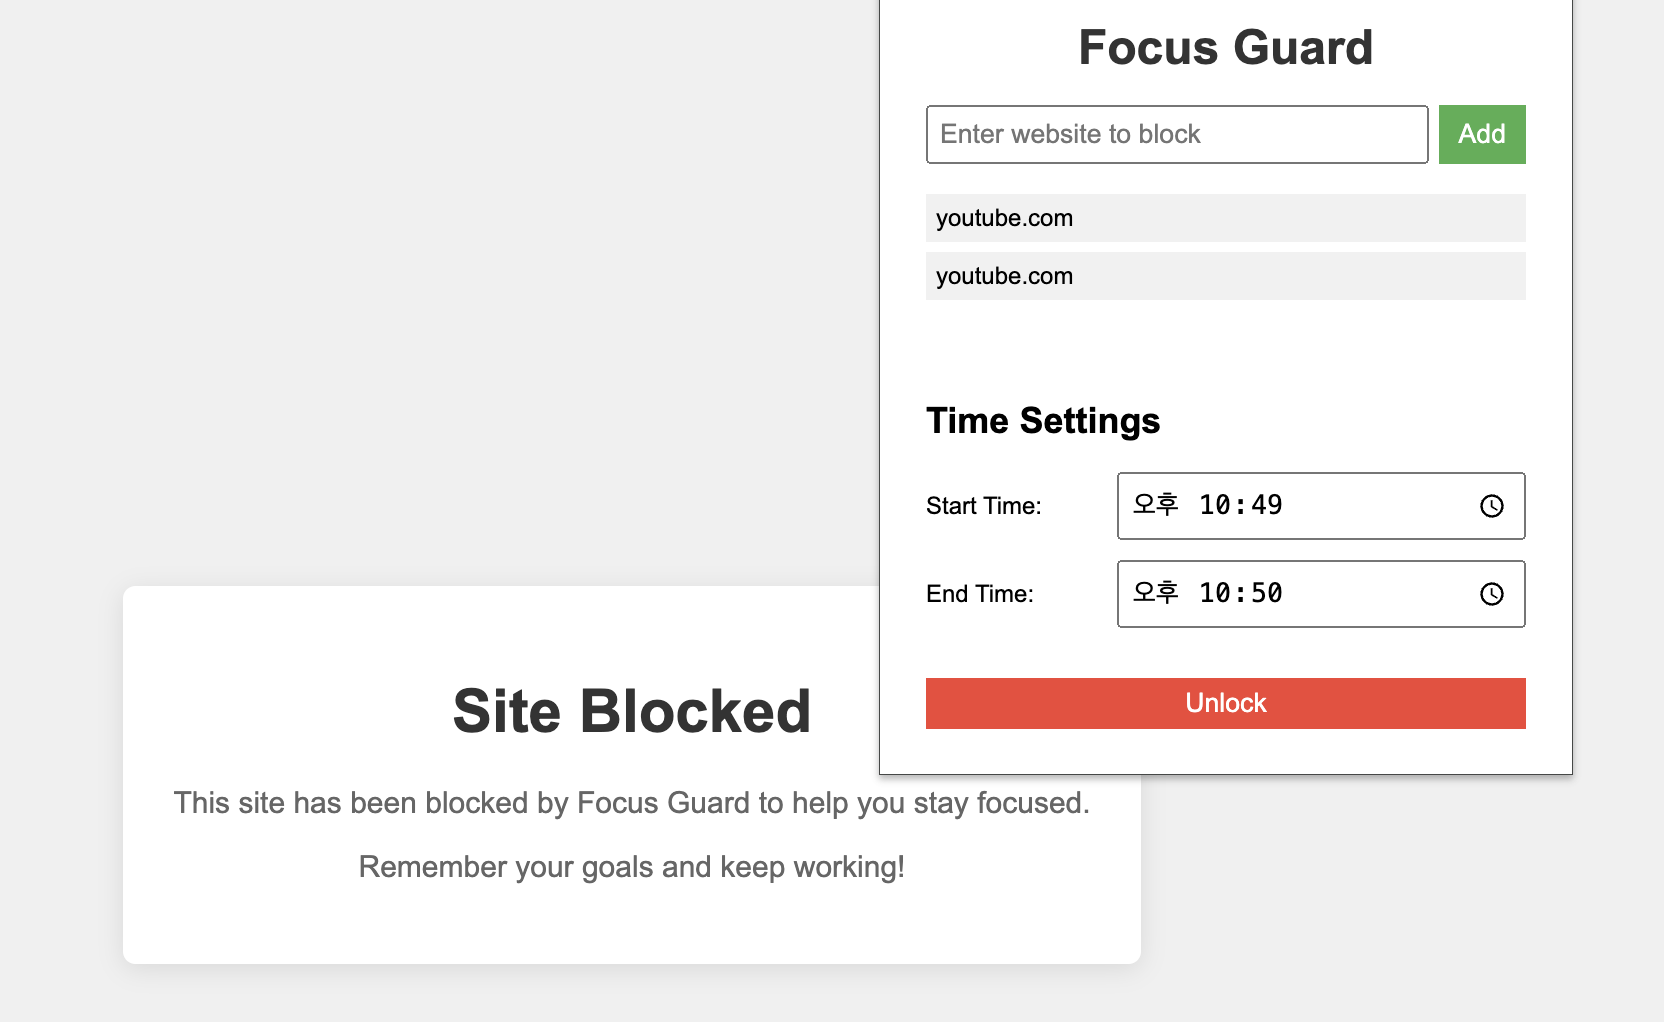 Focus Guard
Enter website to block
Add
youtube.com
youtube.com
Time Settings
Start Time:
오후 10:49
End Time:
오후 10:50
Unlock
Site Blocked
This site has been blocked by Focus Guard to help you stay focused.
Remember your goals and keep working!